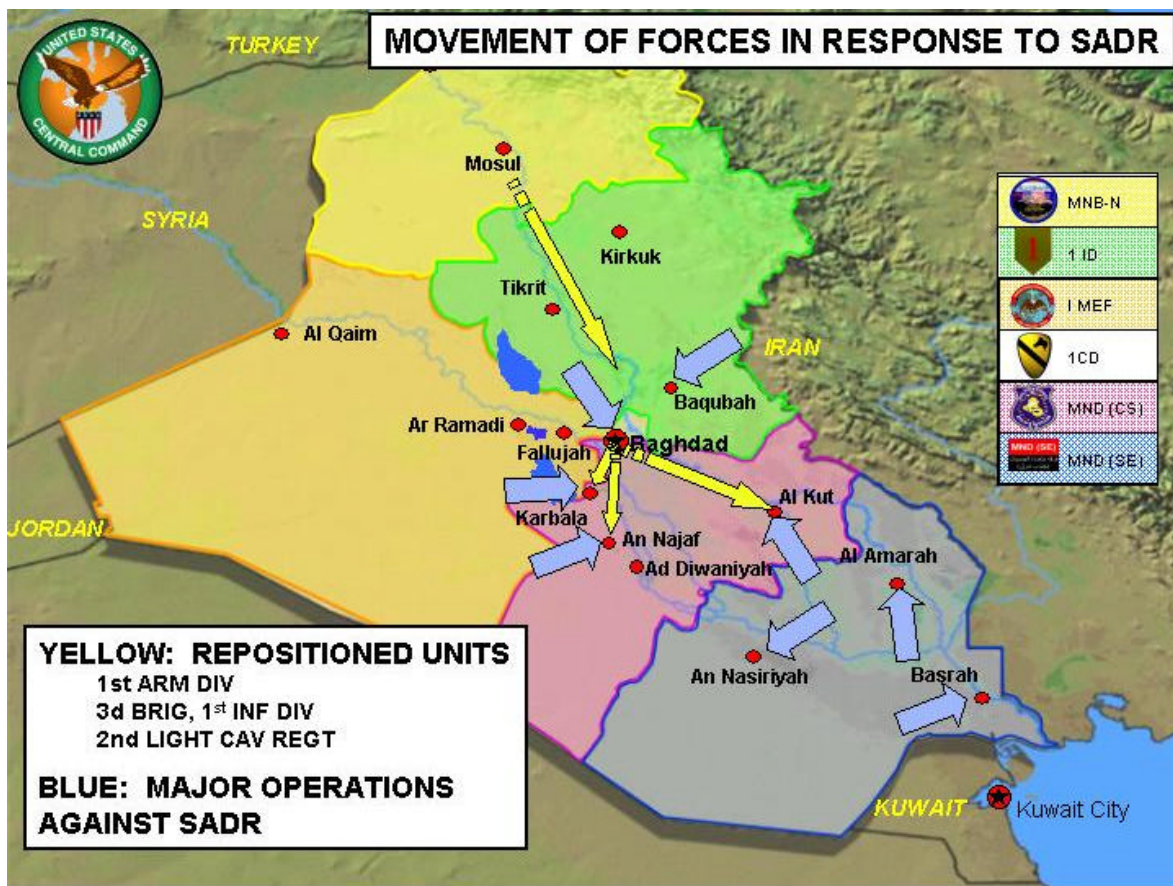 MOVEMENT OF FORCES IN RESPONSE TO SADR
UNITED STATES
CENTRAL COMMAND
TURKEY
Mosul
SYRIA
Kirkuk
Tikrit
Al Qaim
IRAN
Baqubah
Ar Ramadi
Fallujah
Baghdad
Karbala
Al Kut
JORDAN
An Najaf
Ad Diwaniyah
Al Amarah
An Nasiriyah
Basrah
KUWAIT
Kuwait City
MNB-N
1
1 ID
I MEF
1CD
MND (CS)
MND (SE)
MND (SE)
YELLOW: REPOSITIONED UNITS
1st ARM DIV
3d BRIG, 1st INF DIV
2nd LIGHT CAV REGT
BLUE: MAJOR OPERATIONS
AGAINST SADR